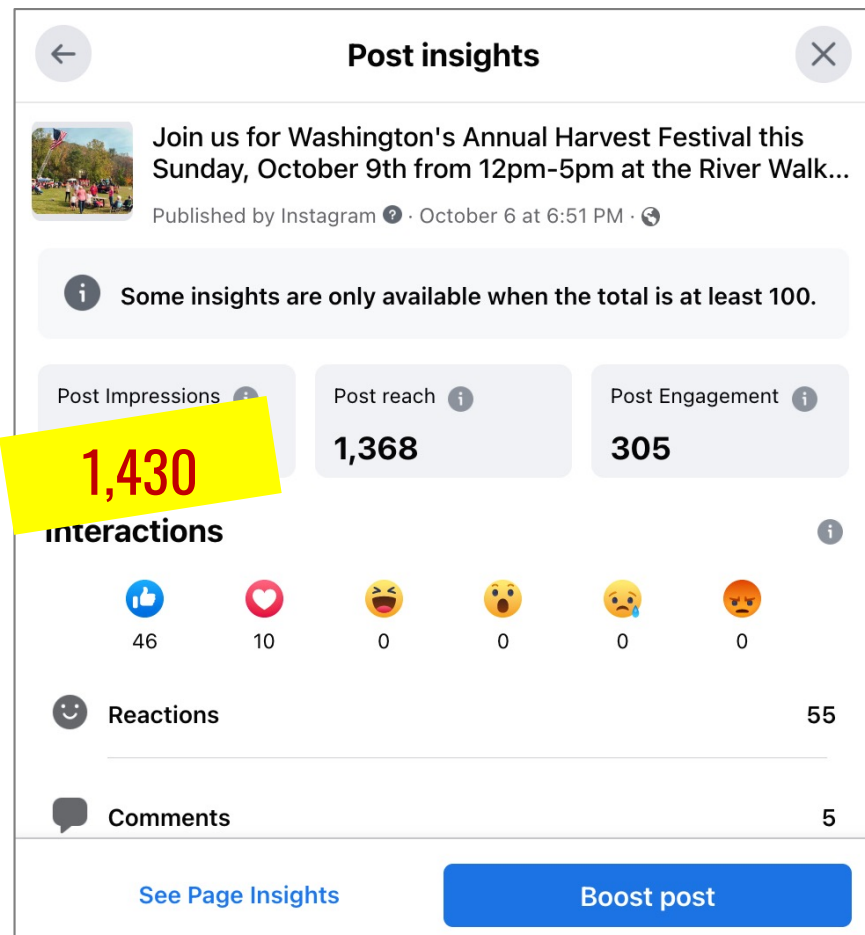 Post insights
Join us for Washington's Annual Harvest Festival this
Sunday, October 9th from 12pm-5pm at the River Walk...
Published by Instagram · October 6 at 6:51 PM ·
Some insights are only available when the total is at least 100.
Post Impressions
Post reach
Post Engagement
1,430
1,368
305
Interactions
46
10
0
0
0
0
Reactions
55
Comments
5
See Page Insights
Boost post